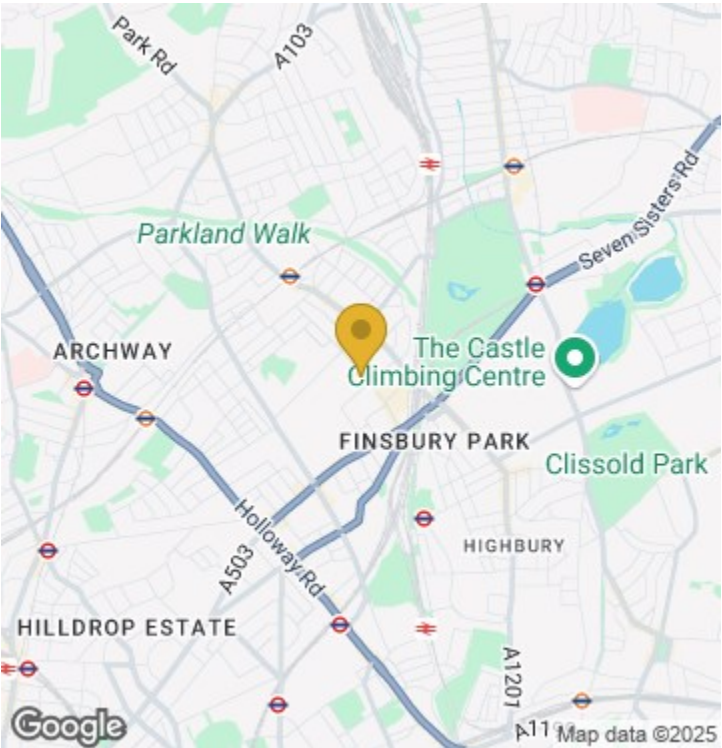 Park Rd
A103
Seven Sisters Rd
Parkland Walk
ARCHWAY
The Castle
Climbing Centre
FINSBURY PARK
Clissold Park
Holloway Rd
A503
HIGHBURY
HILLDROP ESTATE
A1201
Google
Map data ©2025